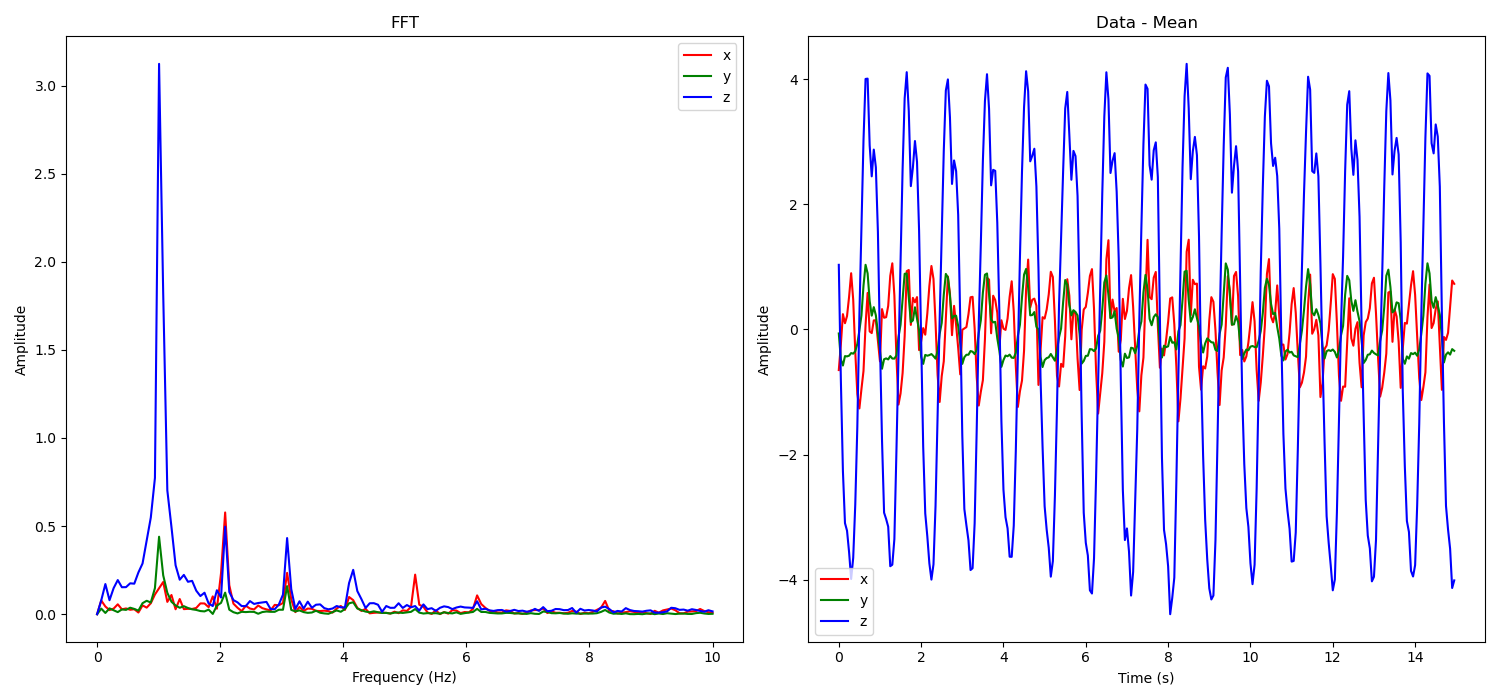 FFT
3.0
2.5
2.0
1.5
1.0
0.5
0.0
Amplitude
x
y
z
0 2 4 6 8 10
Frequency (Hz)
Data - Mean
4
2
0
−2
−4
Amplitude
x
y
z
0 2 4 6 8 10 12 14
Time (s)